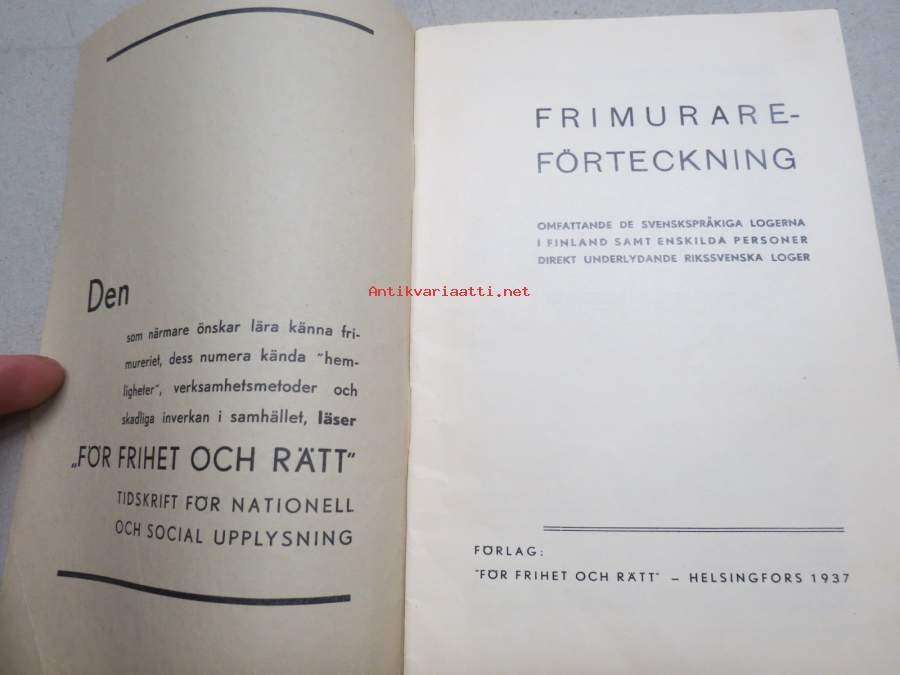 Den
som närmare önskar lära känna fri-
mureriet, dess numera kända "hem-
ligheter", verksamhetsmetoder och
skadliga inverkan i samhället, läser
„FÖR FRIHET OCH RÄTT"
TIDSKRIFT FÖR NATIONELL
OCH SOCIAL UPPLYSNING
FRIMURARE-
FÖRTECKNING
OMFATTANDE DE SVENSKSPRÅKIGA LOGERNA
I FINLAND SAMT ENSKILDA PERSONER
DIREKT UNDERLYDANDE RIKSSVENSKA LOGER
FÖRLAG:
"FÖR FRIHET OCH RÄTT" – HELSINGFORS 1937
Antikvariaatti.net